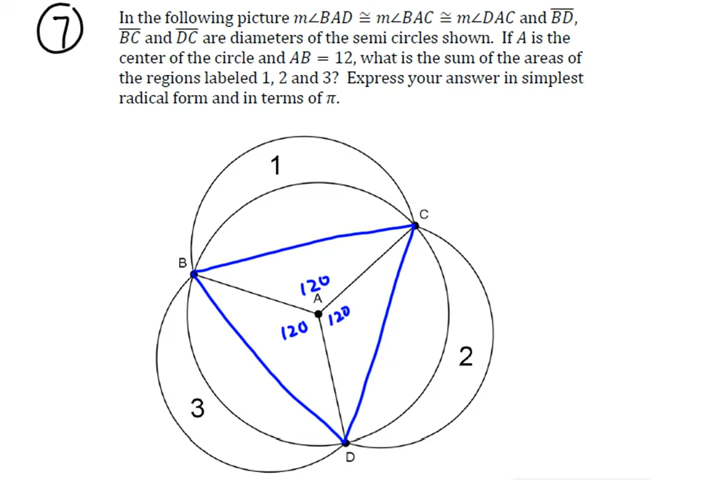 7
In the following picture m∠BAD ≅ m∠BAC ≅ m∠DAC and B̅D̅,
B̅C̅ and D̅C̅ are diameters of the semi circles shown. If A is the
center of the circle and AB = 12, what is the sum of the areas of
the regions labeled 1, 2 and 3? Express your answer in simplest
radical form and in terms of π.
1
C
B
120
A
120 120
2
3
D